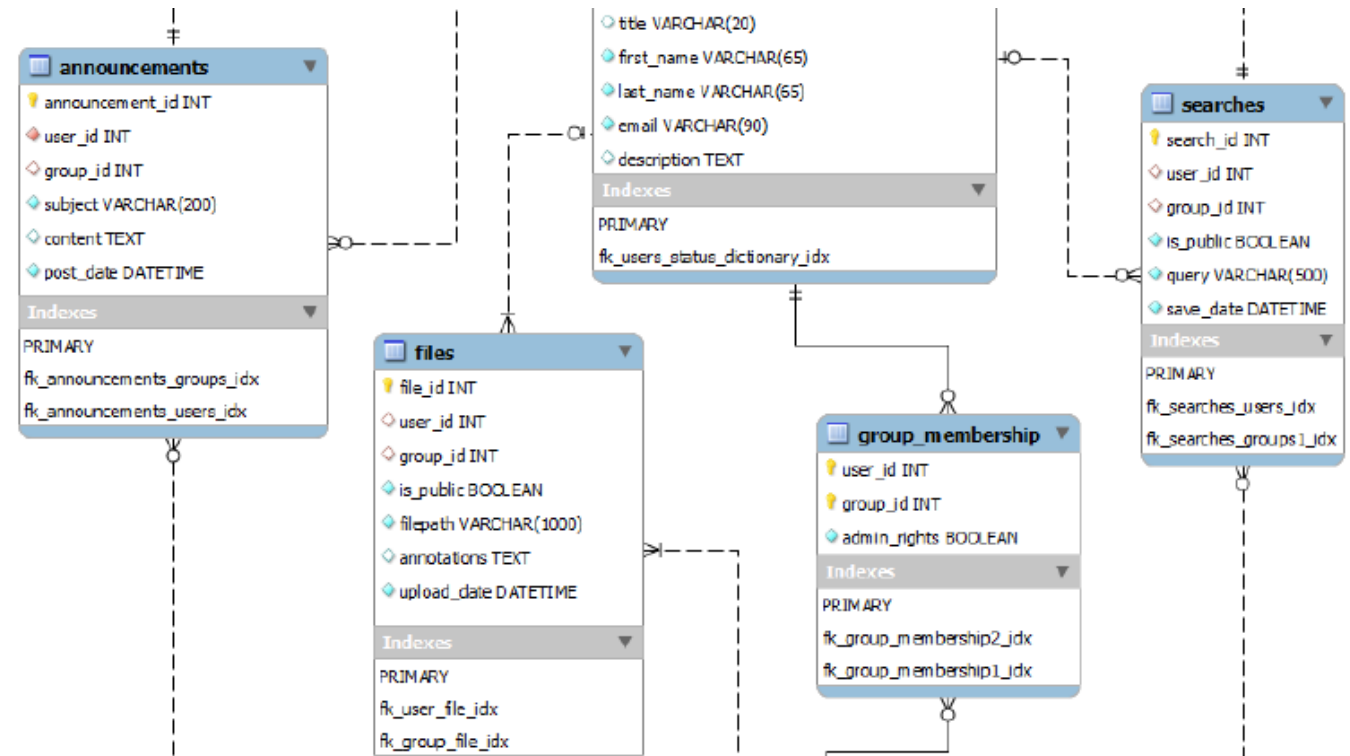 announcements
announcement_id INT
user_id INT
group_id INT
subject VARCHAR(200)
content TEXT
post_date DATETIME
Indexes
PRIMARY
fk_announcements_groups_idx
fk_announcements_users_idx
title VARCHAR(20)
first_name VARCHAR(65)
last_name VARCHAR(65)
email VARCHAR(90)
description TEXT
Indexes
PRIMARY
fk_users_status_dictionary_idx
files
file_id INT
user_id INT
group_id INT
is_public BOOLEAN
filepath VARCHAR(1000)
annotations TEXT
upload_date DATETIME
Indexes
PRIMARY
fk_user_file_idx
fk_group_file_idx
group_membership
user_id INT
group_id INT
admin_rights BOOLEAN
Indexes
PRIMARY
fk_group_membership2_idx
fk_group_membership1_idx
searches
search_id INT
user_id INT
group_id INT
is_public BOOLEAN
query VARCHAR(500)
save_date DATETIME
Indexes
PRIMARY
fk_searches_users_idx
fk_searches_groups1_idx